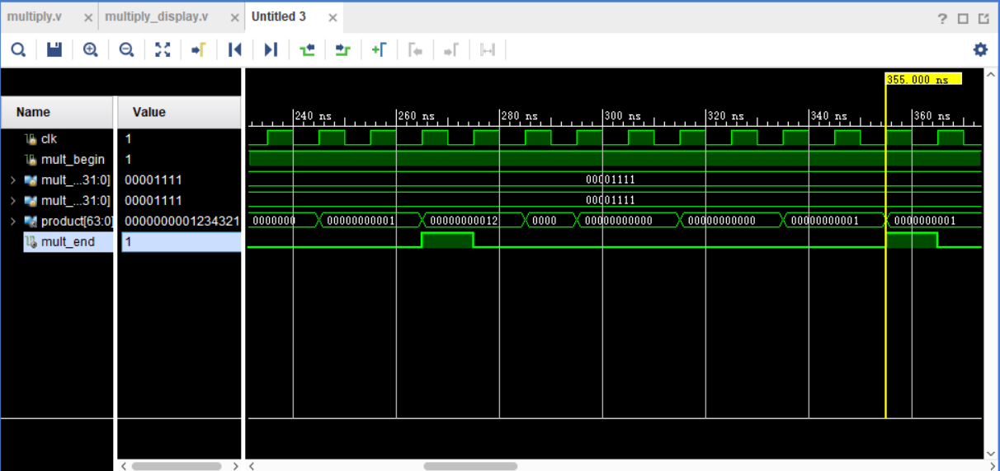 multiply.v × multiply_display.v × Untitled 3 ×
355.000 ns
Name Value
240 ns 260 ns 280 ns 300 ns 320 ns 340 ns 360 ns
clk 1
mult_begin 1
mult_...31:0] 00001111 00001111
mult_...31:0] 00001111 00001111
product[63:0 0000000001234321 0000000 00000000001 00000000012 0000 00000000000 00000000000 00000000001 0000000001
mult_end 1